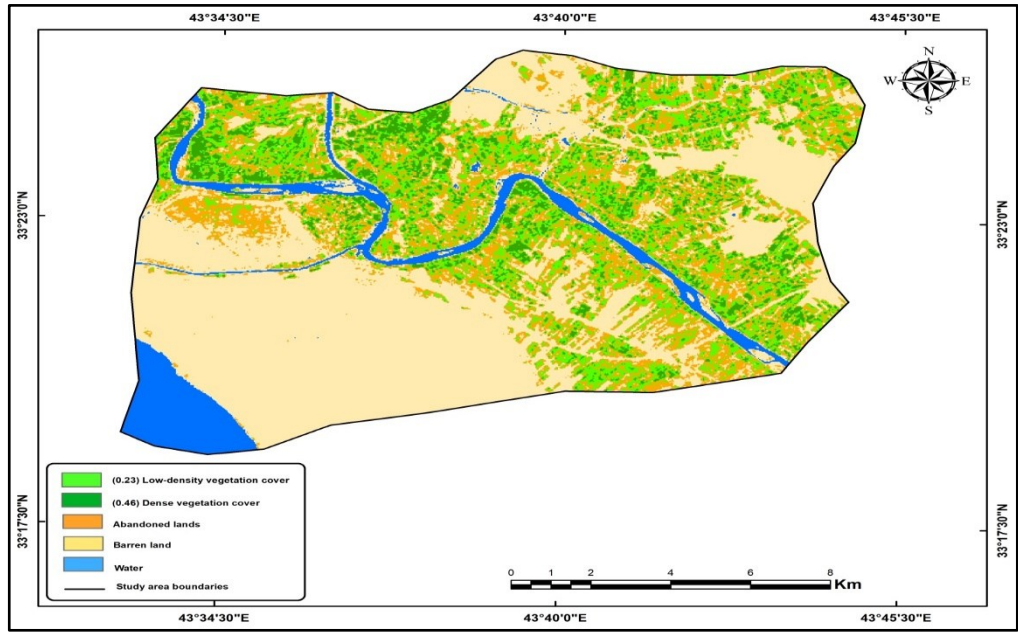 43°34'30"E 43°40'0"E 43°45'30"E
N
W E
S
33°23'0"N 33°23'0"N
(0.23) Low-density vegetation cover
(0.46) Dense vegetation cover
Abandoned lands
Barren land
Water
Study area boundaries
33°17'30"N 33°17'30"N
0 1 2 4 6 8
Km
43°34'30"E 43°40'0"E 43°45'30"E